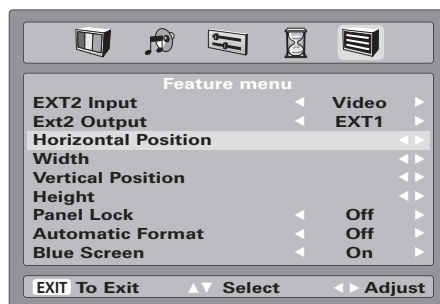 Feature menu
EXT2 Input ◀ Video ▶
Ext2 Output ◀ EXT1 ▶
Horizontal Position ◀ ▶
Width ◀ ▶
Vertical Position ◀ ▶
Height ◀ ▶
Panel Lock ◀ Off ▶
Automatic Format ◀ Off ▶
Blue Screen ◀ On ▶
EXIT To Exit ▲▼ Select ◀ ▶ Adjust